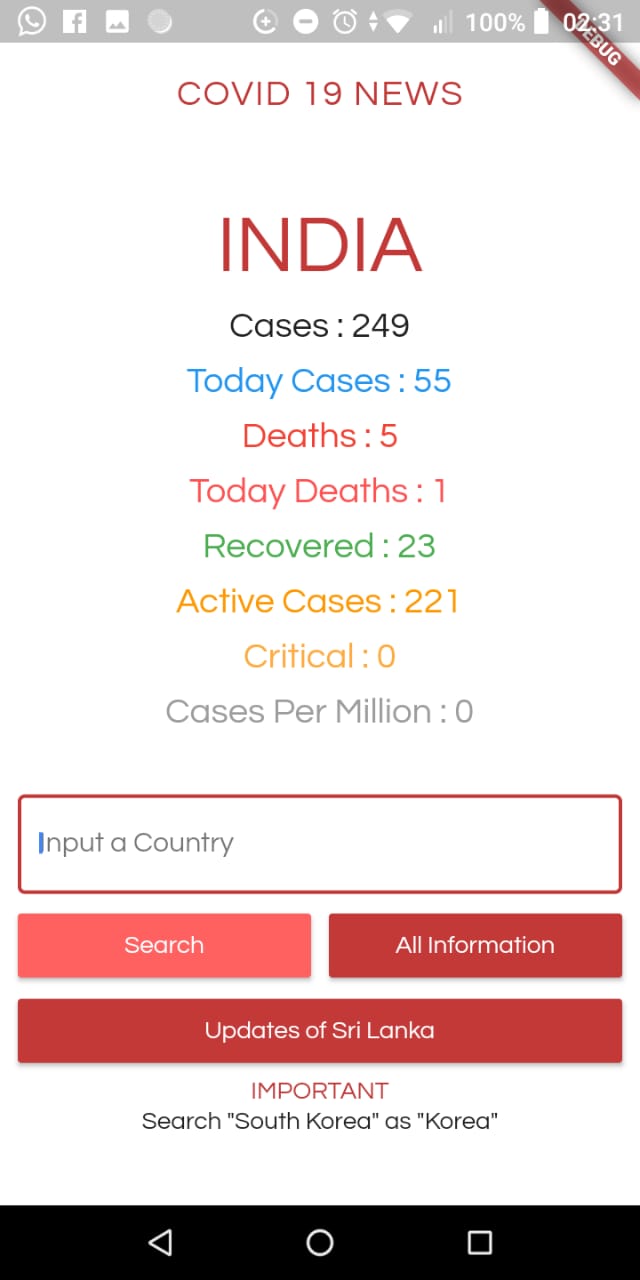 100% 02:31
DEBUG
COVID 19 NEWS
INDIA
Cases : 249
Today Cases : 55
Deaths : 5
Today Deaths : 1
Recovered : 23
Active Cases : 221
Critical : 0
Cases Per Million : 0
Input a Country
Search All Information
Updates of Sri Lanka
IMPORTANT
Search "South Korea" as "Korea"